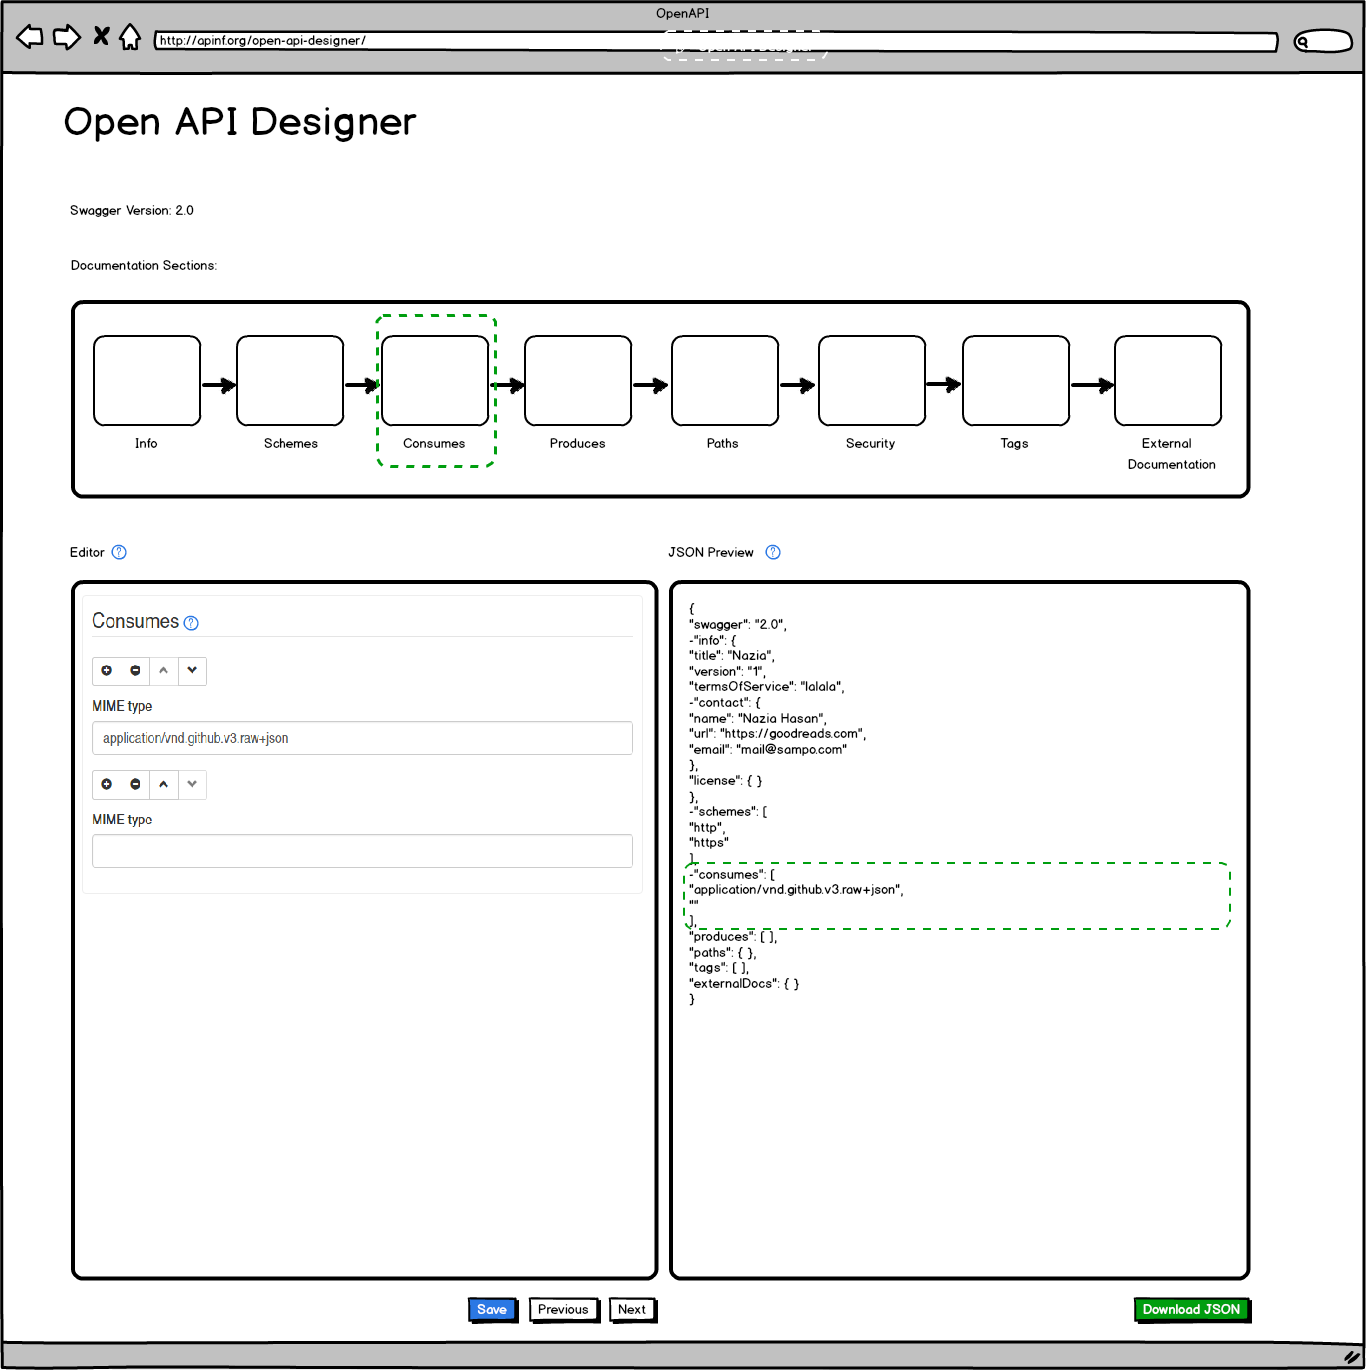 OpenAPI
http://apinf.org/open-api-designer/
Open API Designer
Swagger Version: 2.0
Documentation Sections:
Info
Schemes
Consumes
Produces
Paths
Security
Tags
External
Documentation
Editor ?
Consumes ?
MIME type
application/vnd.github.v3.raw+json
MIME type
JSON Preview ?
{
"swagger": "2.0",
-"info": {
"title": "Nazia",
"version": "1",
"termsOfService": "lalala",
-"contact": {
"name": "Nazia Hasan",
"url": "https://goodreads.com",
"email": "mail@sampo.com"
},
"license": { }
},
-"schemes": [
"http",
"https"
],
-"consumes": [
"application/vnd.github.v3.raw+json",
""
],
"produces": [ ],
"paths": { },
"tags": [ ],
"externalDocs": { }
}
Save
Previous
Next
Download JSON